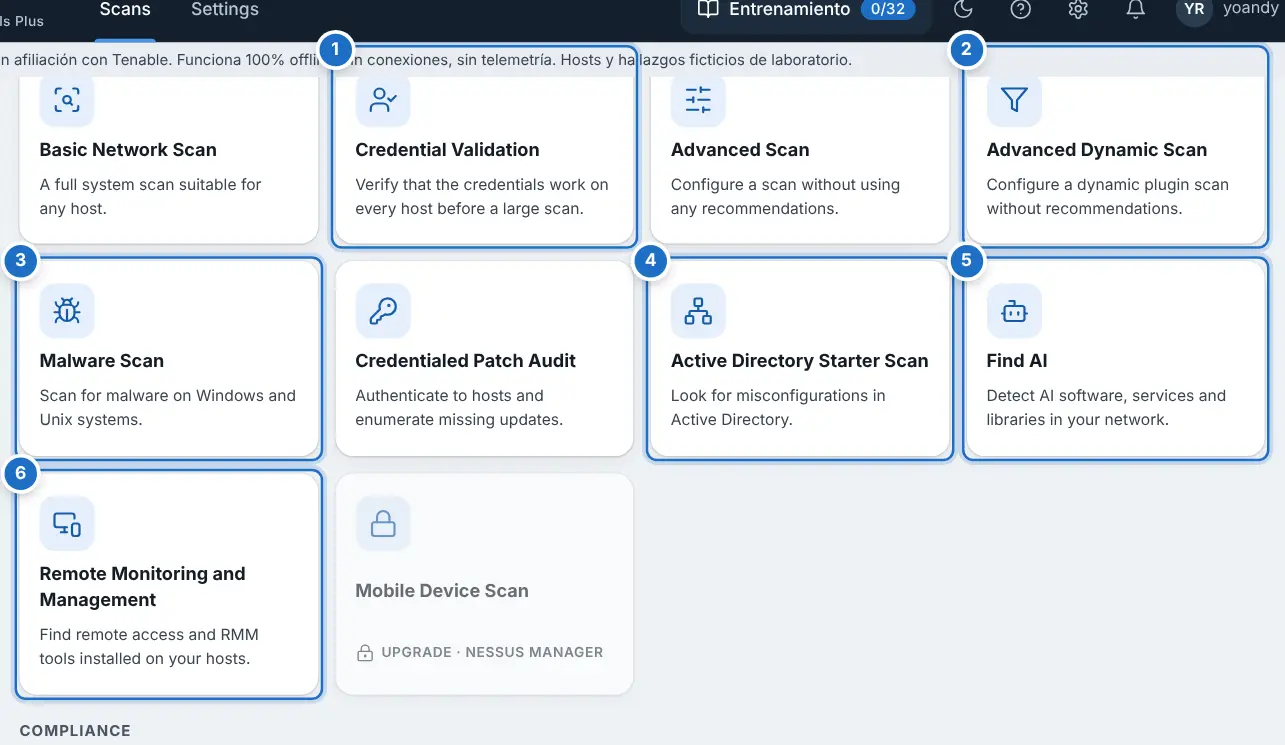 ls Plus
Scans
Settings
Entrenamiento
0/32
YR
yoandy
n afiliación con Tenable. Funciona 100% offli
n conexiones, sin telemetría. Hosts y hallazgos ficticios de laboratorio.
1
2
Basic Network Scan
A full system scan suitable for
any host.
Credential Validation
Verify that the credentials work on
every host before a large scan.
Advanced Scan
Configure a scan without using
any recommendations.
Advanced Dynamic Scan
Configure a dynamic plugin scan
without recommendations.
3
Malware Scan
Scan for malware on Windows and
Unix systems.
Credentialed Patch Audit
Authenticate to hosts and
enumerate missing updates.
4
Active Directory Starter Scan
Look for misconfigurations in
Active Directory.
5
Find AI
Detect AI software, services and
libraries in your network.
6
Remote Monitoring and
Management
Find remote access and RMM
tools installed on your hosts.
Mobile Device Scan
UPGRADE · NESSUS MANAGER
COMPLIANCE